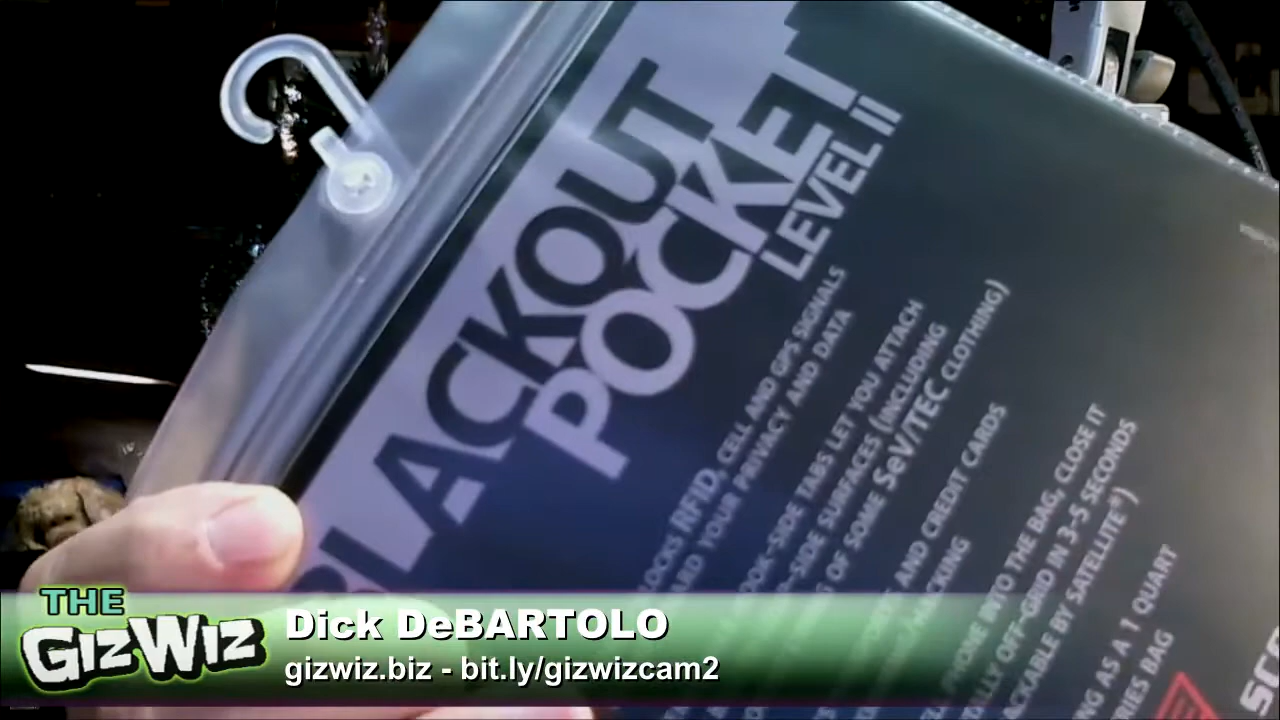 BLACKOUT
POCKET
LEVEL II
RFID, CELL AND GPS SIGNALS
YOUR PRIVACY AND DATA
TABS LET YOU ATTACH
SURFACES (INCLUDING
OF SOME SeV/TEC CLOTHING)
AND CREDIT CARDS
HACKING
PHONE INTO THE BAG, CLOSE IT
OFF-GRID IN 3-5 SECONDS
BY SATELLITE*)
AS A 1 QUART
BAG
THE
GIZWIZ
Dick DeBARTOLO
gizwiz.biz - bit.ly/gizwizcam2